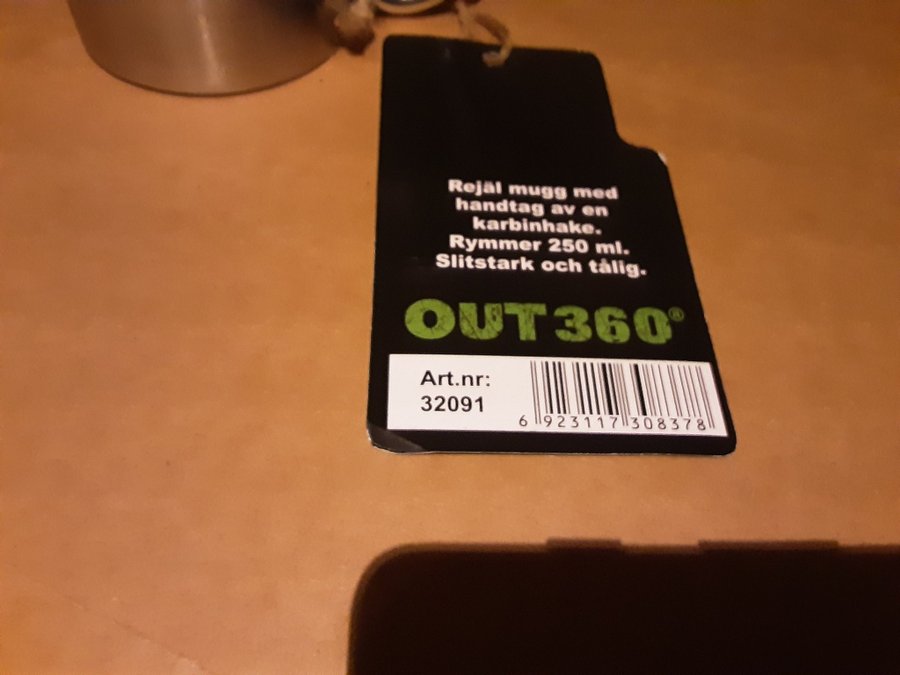 Rejäl mugg med
handtag av en
karbinhake.
Rymmer 250 ml.
Slitstark och tålig.
OUT360®
Art.nr:
32091
6 923117 308378